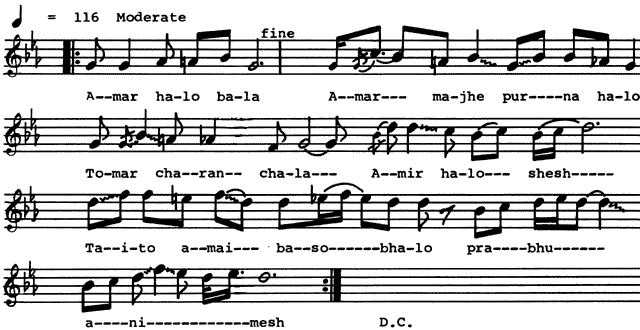 = 116 Moderate
fine
A--mar ha-lo ba-la A--mar--- ma-jhe pur----na ha-lo
To-mar cha--ran-- cha-la--- A--mir ha-lo--- shesh-----
Ta--i-to a-mai--- ba--so------bha-lo pra--bhu------
a----ni------------mesh D.C.